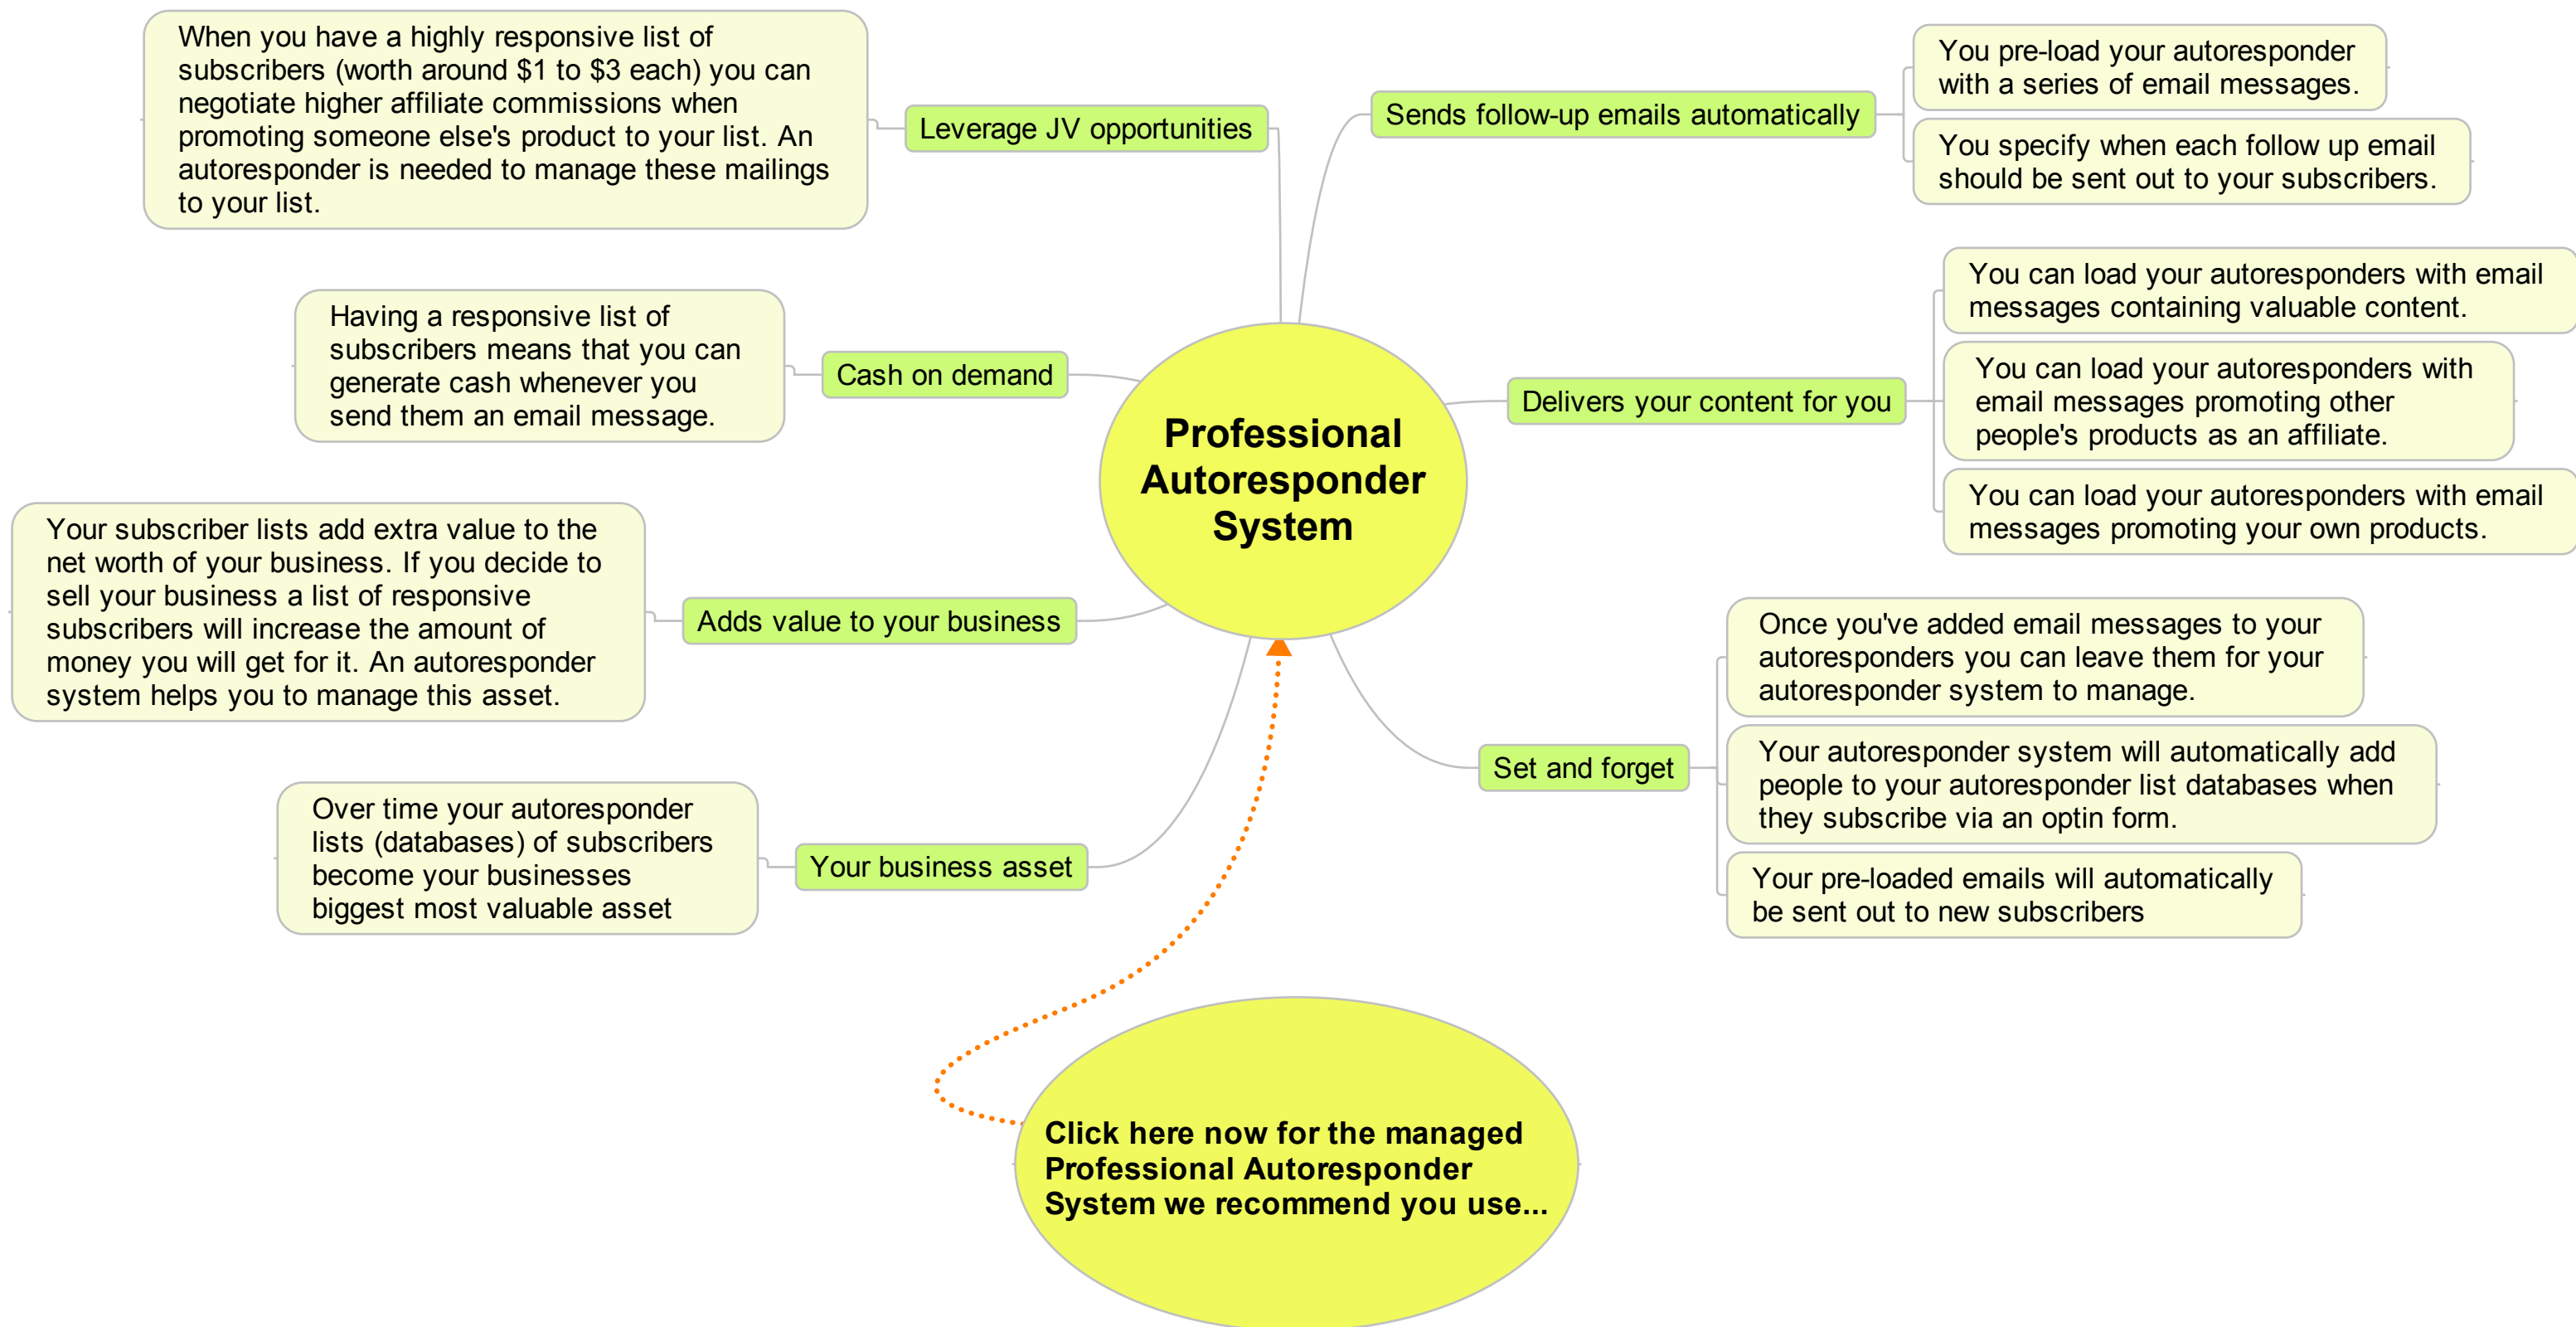 Professional
Autoresponder
System
Sends follow-up emails automatically
You pre-load your autoresponder
with a series of email messages.
You specify when each follow up email
should be sent out to your subscribers.
Delivers your content for you
You can load your autoresponders with email
messages containing valuable content.
You can load your autoresponders with
email messages promoting other
people's products as an affiliate.
You can load your autoresponders with email
messages promoting your own products.
Set and forget
Once you've added email messages to your
autoresponders you can leave them for your
autoresponder system to manage.
Your autoresponder system will automatically add
people to your autoresponder list databases when
they subscribe via an optin form.
Your pre-loaded emails will automatically
be sent out to new subscribers
Leverage JV opportunities
When you have a highly responsive list of
subscribers (worth around $1 to $3 each) you can
negotiate higher affiliate commissions when
promoting someone else's product to your list. An
autoresponder is needed to manage these mailings
to your list.
Cash on demand
Having a responsive list of
subscribers means that you can
generate cash whenever you
send them an email message.
Adds value to your business
Your subscriber lists add extra value to the
net worth of your business. If you decide to
sell your business a list of responsive
subscribers will increase the amount of
money you will get for it. An autoresponder
system helps you to manage this asset.
Your business asset
Over time your autoresponder
lists (databases) of subscribers
become your businesses
biggest most valuable asset
Click here now for the managed
Professional Autoresponder
System we recommend you use...